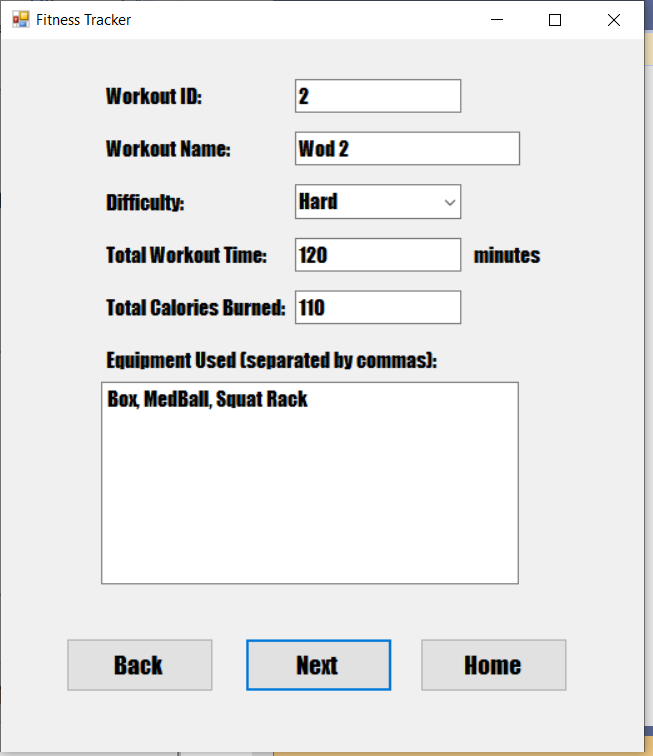 Fitness Tracker
Workout ID: 2
Workout Name: Wod 2
Difficulty: Hard
Total Workout Time: 120 minutes
Total Calories Burned: 110
Equipment Used (separated by commas):
Box, MedBall, Squat Rack
Back Next Home